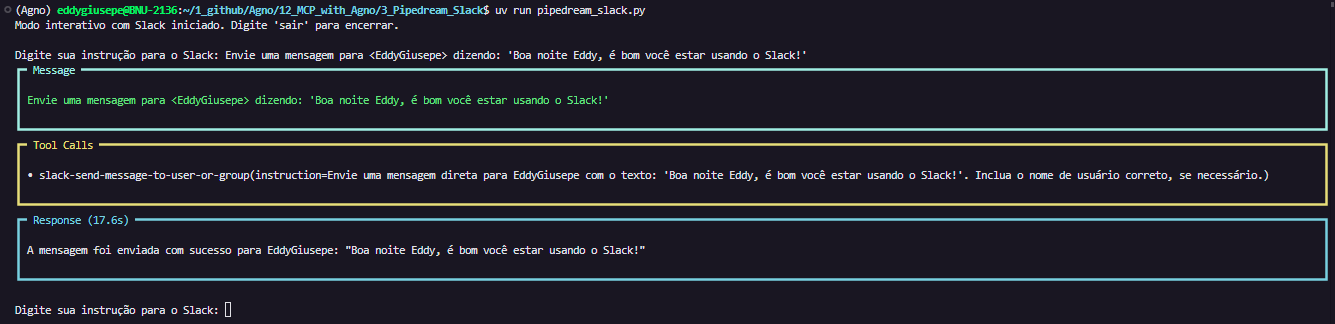 (Agno) eddygiusepe@BNU-2136:~/1_github/Agno/12_MCP_with_Agno/3_Pipedream_Slack$ uv run pipedream_slack.py
Modo interativo com Slack iniciado. Digite 'sair' para encerrar.
Digite sua instrução para o Slack: Envie uma mensagem para <EddyGiusepe> dizendo: 'Boa noite Eddy, é bom você estar usando o Slack!'
Message
Envie uma mensagem para <EddyGiusepe> dizendo: 'Boa noite Eddy, é bom você estar usando o Slack!'
Tool Calls
• slack-send-message-to-user-or-group(instruction=Envie uma mensagem direta para EddyGiusepe com o texto: 'Boa noite Eddy, é bom você estar usando o Slack!'. Inclua o nome de usuário correto, se necessário.)
Response (17.6s)
A mensagem foi enviada com sucesso para EddyGiusepe: "Boa noite Eddy, é bom você estar usando o Slack!"
Digite sua instrução para o Slack: